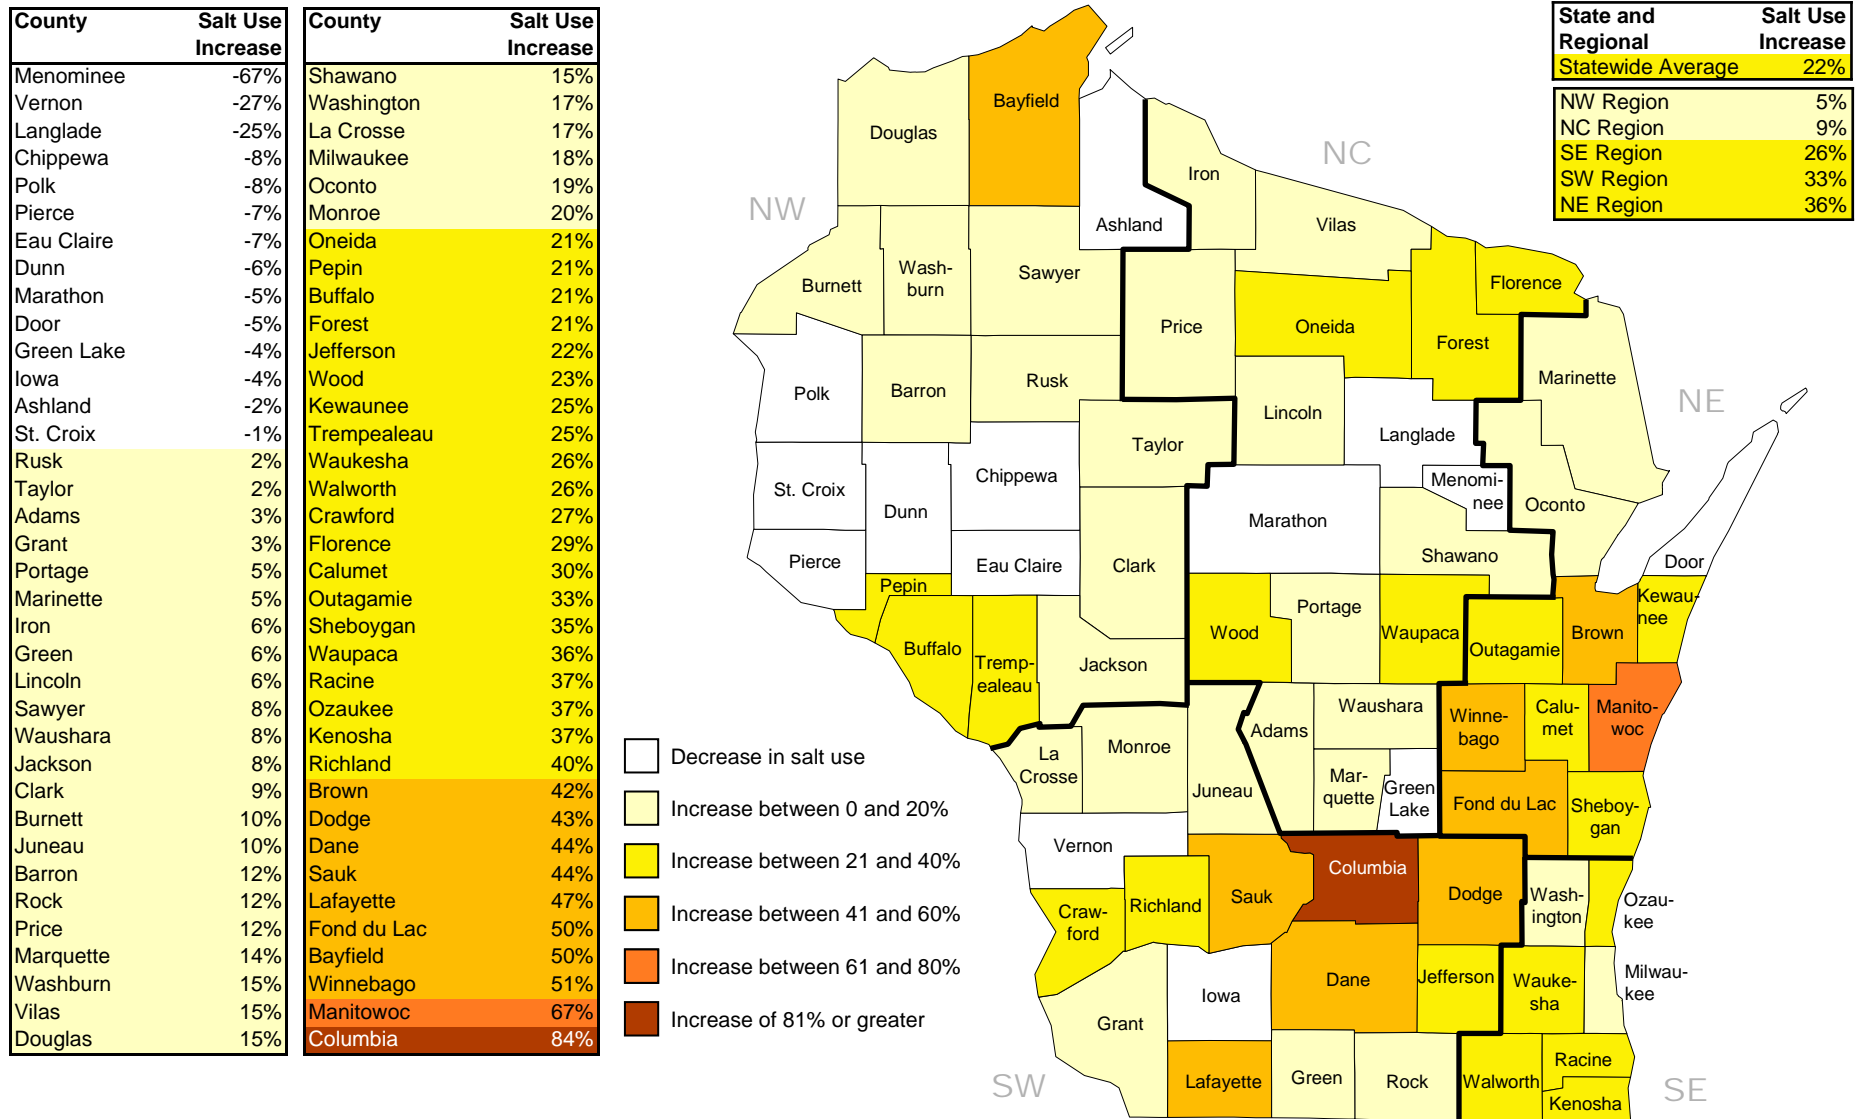 County Salt Use
Increase
Menominee -67%
Vernon -27%
Langlade -25%
Chippewa -8%
Polk -8%
Pierce -7%
Eau Claire -7%
Dunn -6%
Marathon -5%
Door -5%
Green Lake -4%
Iowa -4%
Ashland -2%
St. Croix -1%
Rusk 2%
Taylor 2%
Adams 3%
Grant 3%
Portage 5%
Marinette 5%
Iron 6%
Green 6%
Lincoln 6%
Sawyer 8%
Waushara 8%
Jackson 8%
Clark 9%
Burnett 10%
Juneau 10%
Barron 12%
Rock 12%
Price 12%
Marquette 14%
Washburn 15%
Vilas 15%
Douglas 15%
County Salt Use
Increase
Shawano 15%
Washington 17%
La Crosse 17%
Milwaukee 18%
Oconto 19%
Monroe 20%
Oneida 21%
Pepin 21%
Buffalo 21%
Forest 21%
Jefferson 22%
Wood 23%
Kewaunee 25%
Trempealeau 25%
Waukesha 26%
Walworth 26%
Crawford 27%
Florence 29%
Calumet 30%
Outagamie 33%
Sheboygan 35%
Waupaca 36%
Racine 37%
Ozaukee 37%
Kenosha 37%
Richland 40%
Brown 42%
Dodge 43%
Dane 44%
Sauk 44%
Lafayette 47%
Fond du Lac 50%
Bayfield 50%
Winnebago 51%
Manitowoc 67%
Columbia 84%
State and Salt Use
Regional Increase
Statewide Average 22%
NW Region 5%
NC Region 9%
SE Region 26%
SW Region 33%
NE Region 36%
Decrease in salt use
Increase between 0 and 20%
Increase between 21 and 40%
Increase between 41 and 60%
Increase between 61 and 80%
Increase of 81% or greater
NW
NC
NE
SW
SE
Bayfield
Douglas
Ashland
Iron
Vilas
Burnett
Wash-
burn
Sawyer
Price
Oneida
Forest
Florence
Marinette
Polk
Barron
Rusk
Lincoln
Langlade
Taylor
Chippewa
St. Croix
Dunn
Marathon
Menomi-
nee
Oconto
Shawano
Door
Pierce
Eau Claire
Clark
Pepin
Buffalo
Tremp-
ealeau
Jackson
Wood
Portage
Waupaca
Outagamie
Brown
Kewau-
nee
La
Crosse
Monroe
Juneau
Adams
Waushara
Mar-
quette
Green
Lake
Winne-
bago
Calu-
met
Manito-
woc
Fond du Lac
Sheboy-
gan
Vernon
Craw-
ford
Richland
Sauk
Columbia
Dodge
Wash-
ington
Ozau-
kee
Grant
Iowa
Dane
Jefferson
Wauke-
sha
Milwau-
kee
Lafayette
Green
Rock
Walworth
Racine
Kenosha